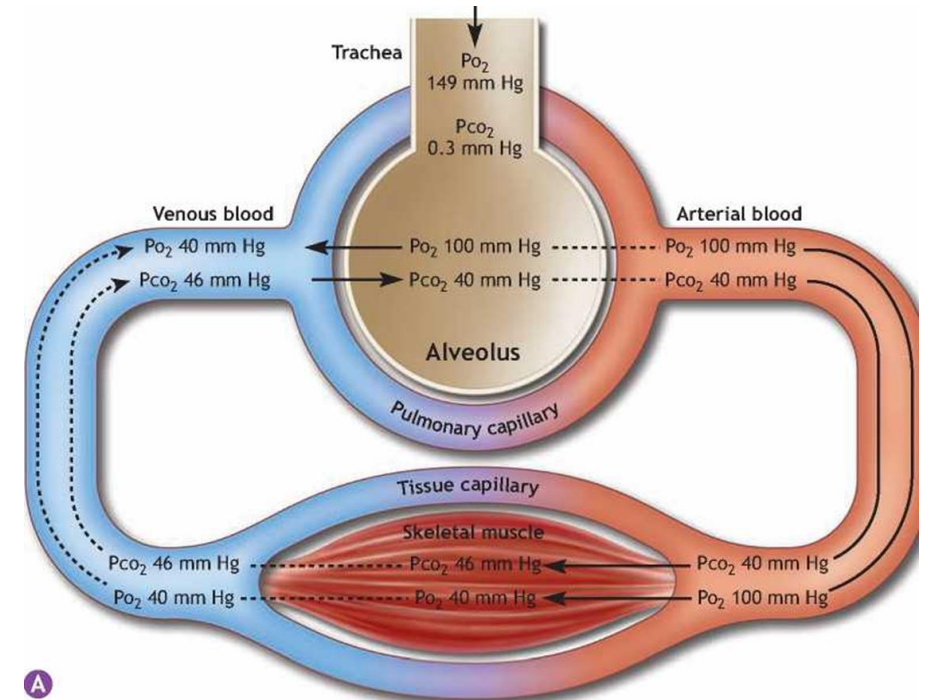 Trachea
Po₂
149 mm Hg
Pco₂
0.3 mm Hg
Venous blood
Arterial blood
Po₂ 40 mm Hg
Po₂ 100 mm Hg
Po₂ 100 mm Hg
Pco₂ 46 mm Hg
Pco₂ 40 mm Hg
Pco₂ 40 mm Hg
Alveolus
Pulmonary capillary
Tissue capillary
Skeletal muscle
Pco₂ 46 mm Hg
Pco₂ 46 mm Hg
Pco₂ 40 mm Hg
Po₂ 40 mm Hg
Po₂ 40 mm Hg
Po₂ 100 mm Hg
A